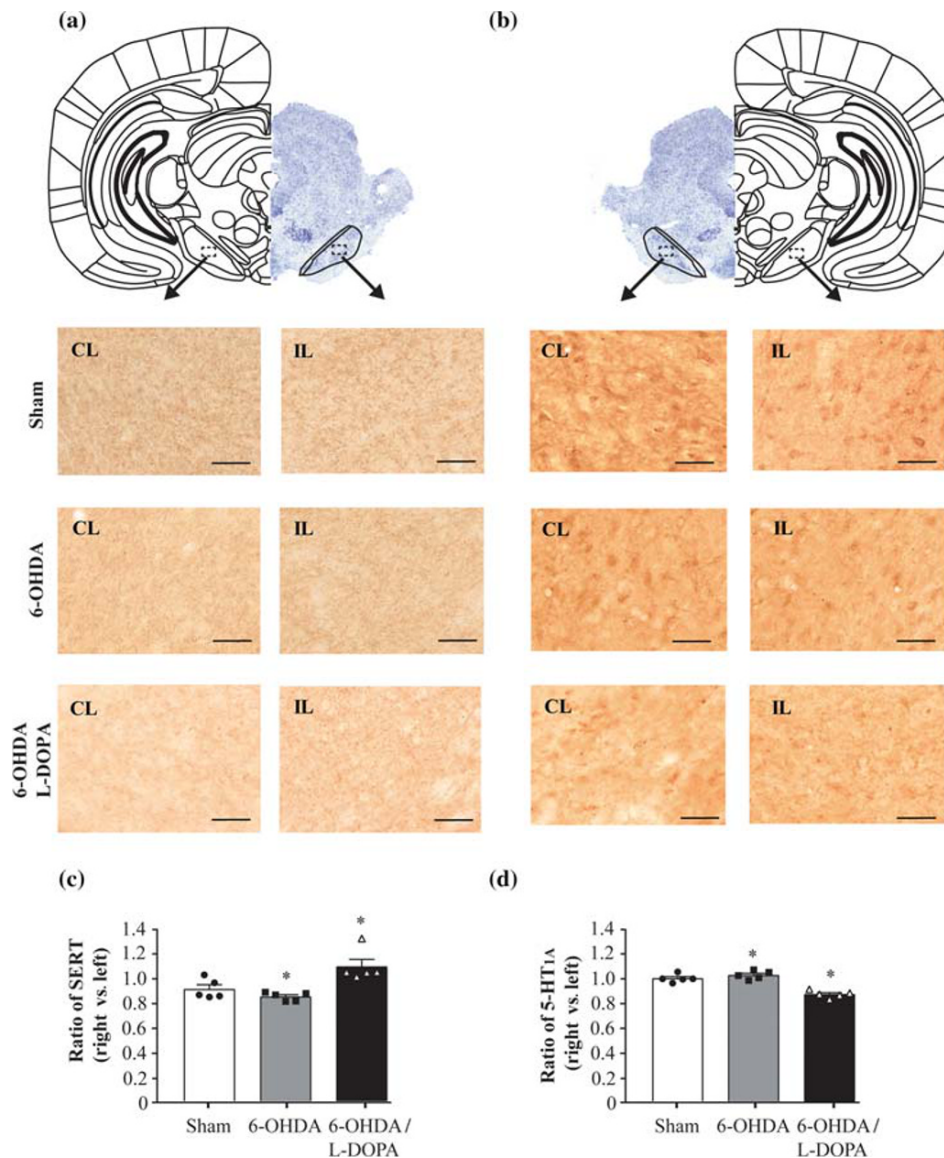 (a)
(b)
Sham
CL
IL
CL
IL
6-OHDA
CL
IL
CL
IL
6-OHDA
L-DOPA
CL
IL
CL
IL
(c)
(d)
Ratio of SERT
(right vs. left)
1.4
1.2
1.0
0.8
0.6
0.4
0.2
0
*
*
Sham
6-OHDA
6-OHDA /
L-DOPA
Ratio of 5-HT1A
(right vs. left)
1.4
1.2
1.0
0.8
0.6
0.4
0.2
0
*
*
Sham
6-OHDA
6-OHDA /
L-DOPA